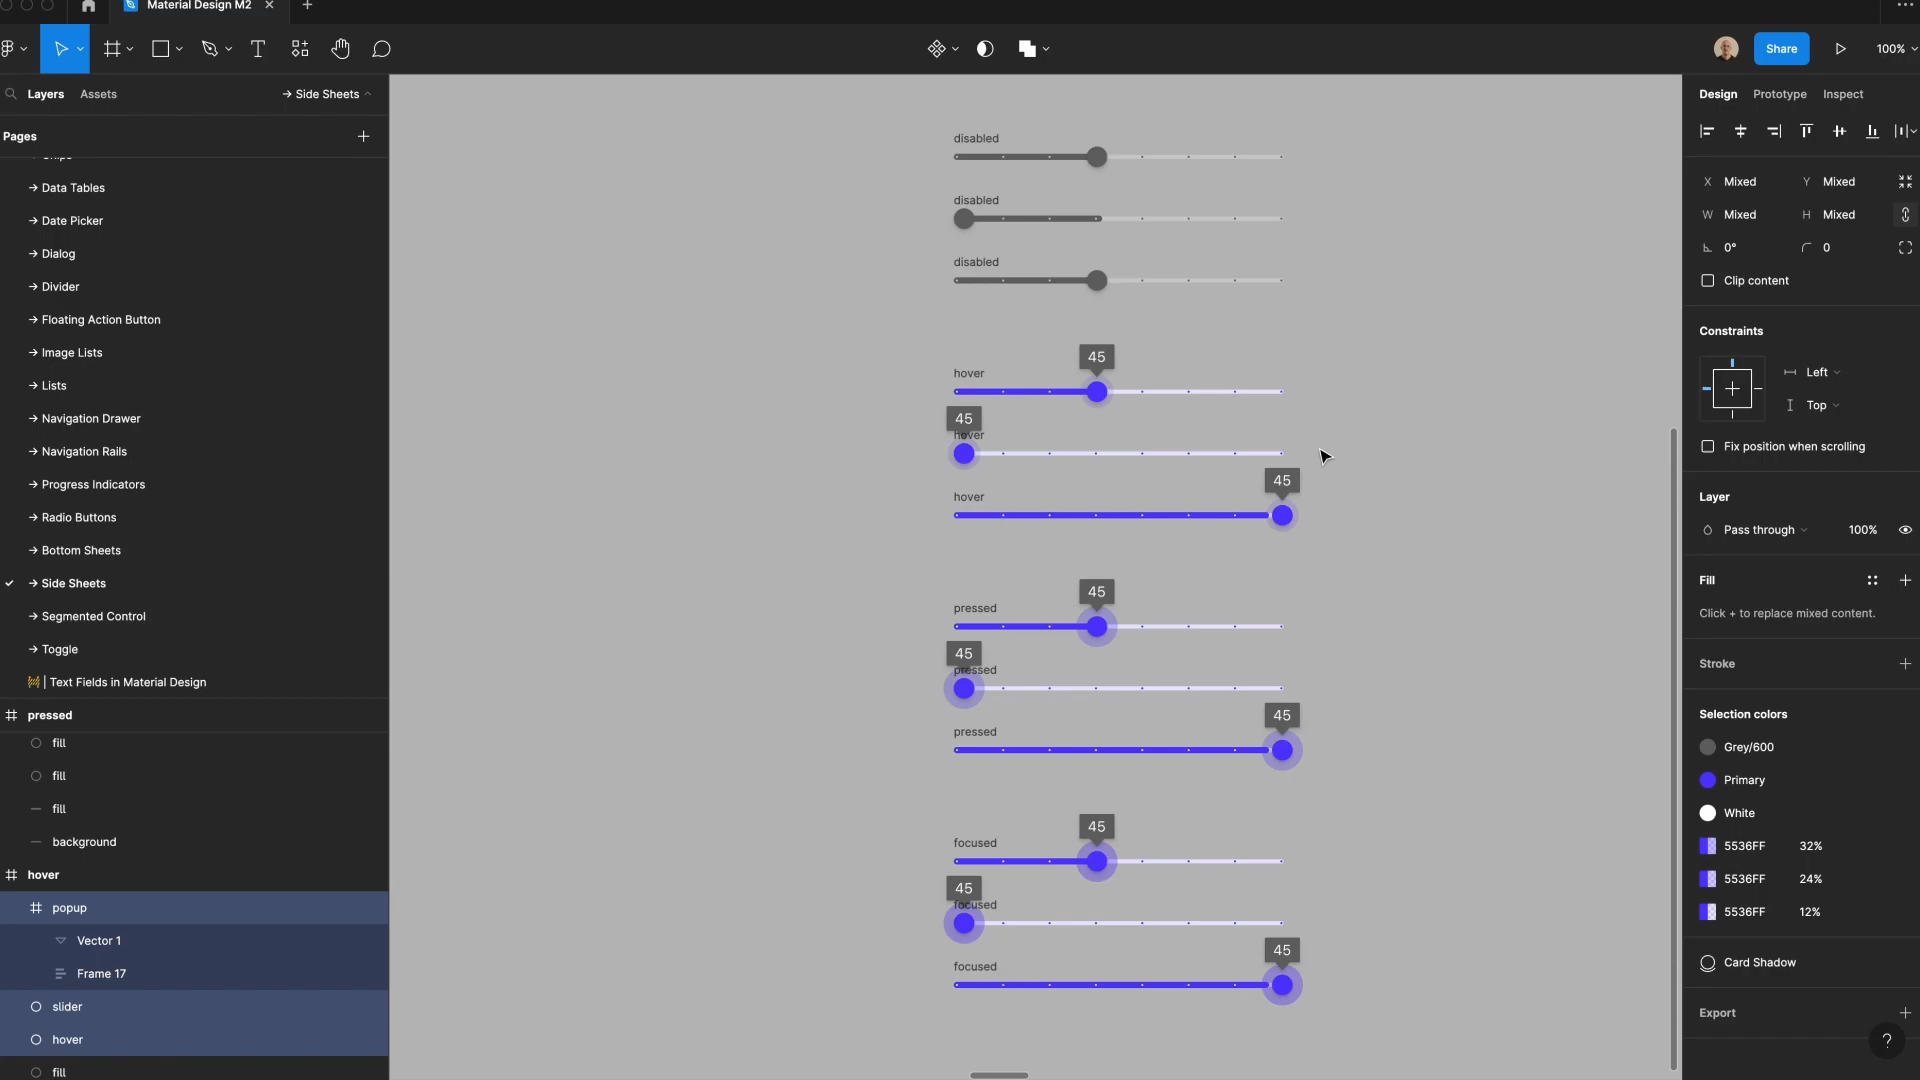 Material Design M2
Share
100%
Layers
Assets
→ Side Sheets
Design
Prototype
Inspect
Pages
→ Data Tables
→ Date Picker
→ Dialog
→ Divider
→ Floating Action Button
→ Image Lists
→ Lists
→ Navigation Drawer
→ Navigation Rails
→ Progress Indicators
→ Radio Buttons
→ Bottom Sheets
→ Side Sheets
→ Segmented Control
→ Toggle
| Text Fields in Material Design
pressed
fill
fill
fill
background
hover
popup
Vector 1
Frame 17
slider
hover
fill
disabled
disabled
disabled
45
hover
45
hover
45
hover
45
pressed
45
pressed
45
pressed
45
focused
45
focused
45
focused
X Mixed
Y Mixed
W Mixed
H Mixed
0°
0
Clip content
Constraints
Left
Top
Fix position when scrolling
Layer
Pass through
100%
Fill
Click + to replace mixed content.
Stroke
Selection colors
Grey/600
Primary
White
5536FF 32%
5536FF 24%
5536FF 12%
Card Shadow
Export
?